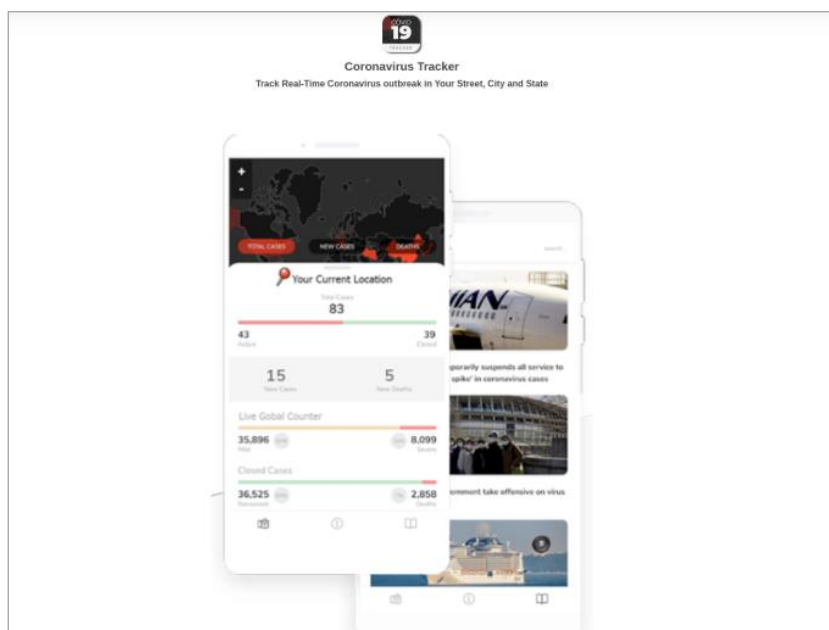 COVID
19
TRACKER
Coronavirus Tracker
Track Real-Time Coronavirus outbreak in Your Street, City and State
+
-
TOTAL CASES
NEW CASES
DEATHS
Your Current Location
Total Cases
83
43
39
Active
Closed
15
5
New Cases
New Deaths
Live Gobal Counter
35,896
8,099
Mild
Severe
Closed Cases
36,525
2,858
Recovered
Deaths
IAN
porarily suspends all service to
spike' in coronavirus cases
ernment take offensive on virus